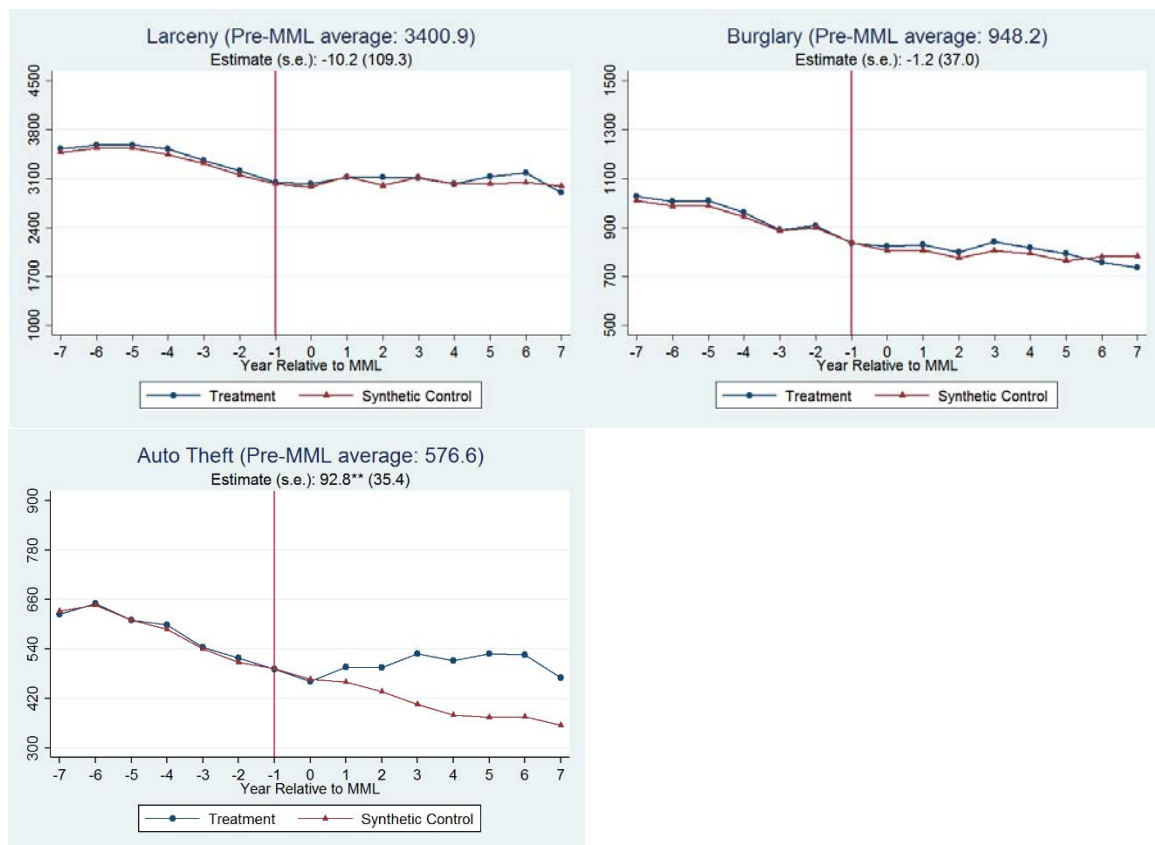 Larceny (Pre-MML average: 3400.9)
Estimate (s.e.): -10.2 (109.3)
4500
3800
3100
2400
1700
1000
-7 -6 -5 -4 -3 -2 -1 0 1 2 3 4 5 6 7
Year Relative to MML
Treatment Synthetic Control
Burglary (Pre-MML average: 948.2)
Estimate (s.e.): -1.2 (37.0)
1500
1300
1100
900
700
500
-7 -6 -5 -4 -3 -2 -1 0 1 2 3 4 5 6 7
Year Relative to MML
Treatment Synthetic Control
Auto Theft (Pre-MML average: 576.6)
Estimate (s.e.): 92.8** (35.4)
900
780
660
540
420
300
-7 -6 -5 -4 -3 -2 -1 0 1 2 3 4 5 6 7
Year Relative to MML
Treatment Synthetic Control